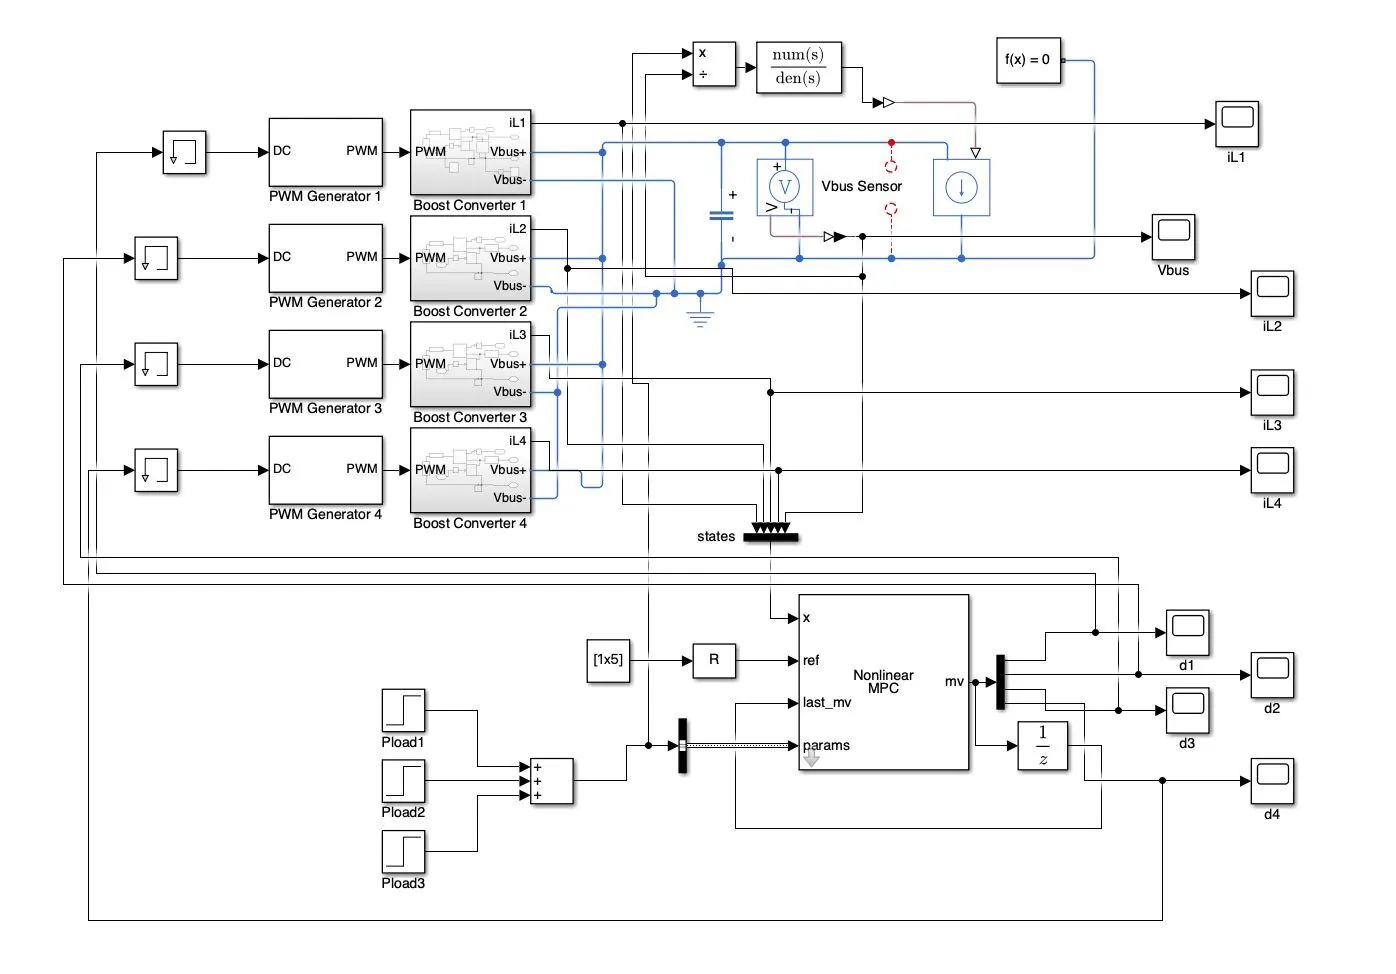 x
÷
num(s)
den(s)
f(x) = 0
iL1
DC
PWM
PWM Generator 1
PWM
iL1
Vbus+
Vbus-
Boost Converter 1
+
-
+
V
V
-
Vbus Sensor
Vbus
DC
PWM
PWM Generator 2
PWM
iL2
Vbus+
Vbus-
Boost Converter 2
iL2
DC
PWM
PWM Generator 3
PWM
iL3
Vbus+
Vbus-
Boost Converter 3
iL3
DC
PWM
PWM Generator 4
PWM
iL4
Vbus+
Vbus-
Boost Converter 4
iL4
states
[1x5]
R
x
ref
last_mv
params
Nonlinear
MPC
mv
d1
d2
d3
1
z
d4
Pload1
Pload2
Pload3
+
+
+